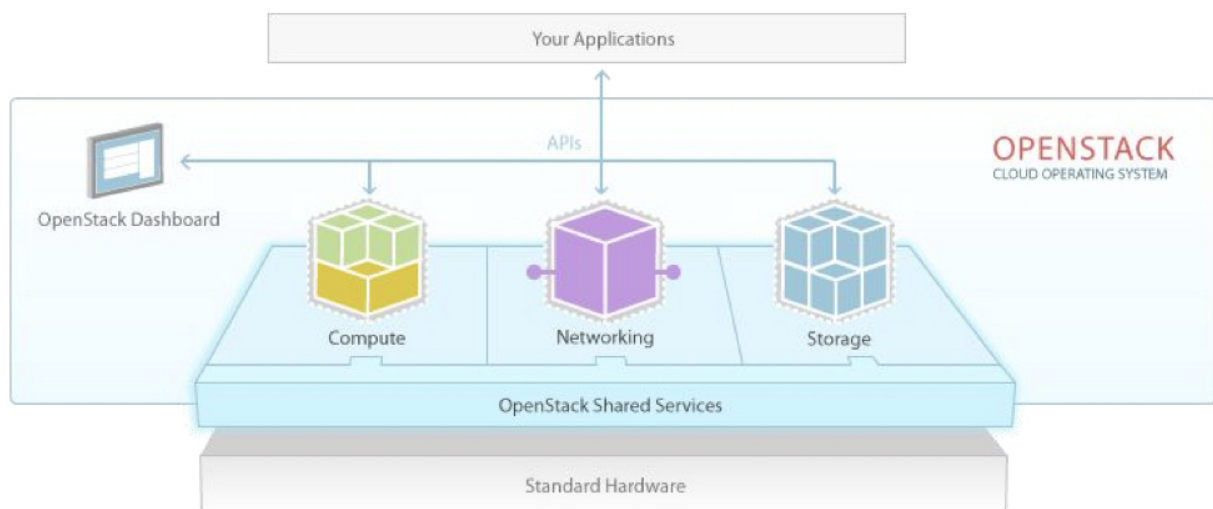 Your Applications
APIs
OPENSTACK
CLOUD OPERATING SYSTEM
OpenStack Dashboard
Compute
Networking
Storage
OpenStack Shared Services
Standard Hardware